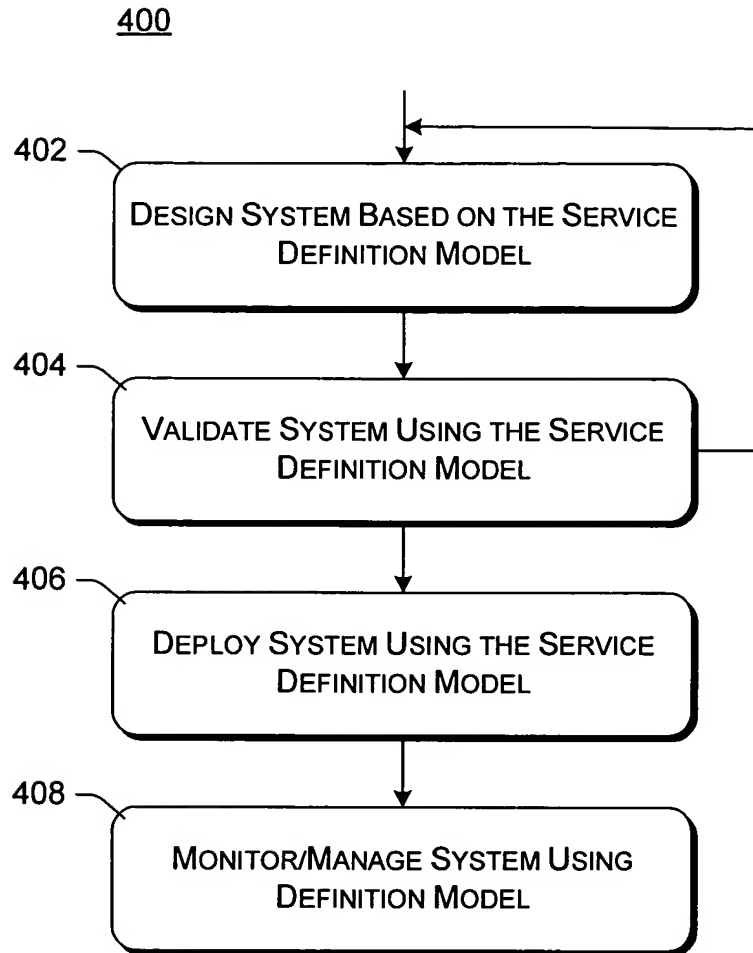 400
402
DESIGN SYSTEM BASED ON THE SERVICE
DEFINITION MODEL
404
VALIDATE SYSTEM USING THE SERVICE
DEFINITION MODEL
406
DEPLOY SYSTEM USING THE SERVICE
DEFINITION MODEL
408
MONITOR/MANAGE SYSTEM USING
DEFINITION MODEL